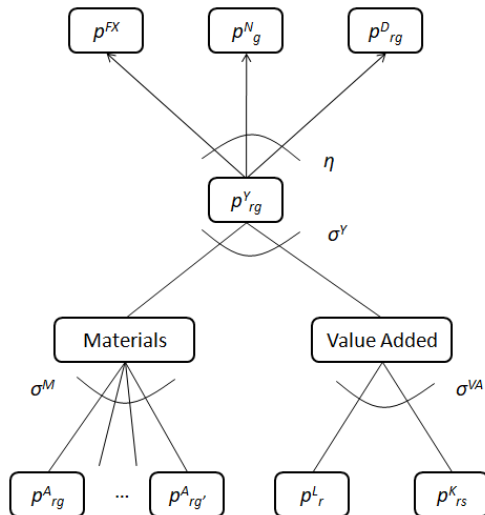 p^FX p^N_g p^D_rg
η
p^Y_rg
σ^Y
Materials Value Added
σ^M σ^VA
p^A_rg ... p^A_rg' p^L_r p^K_rs